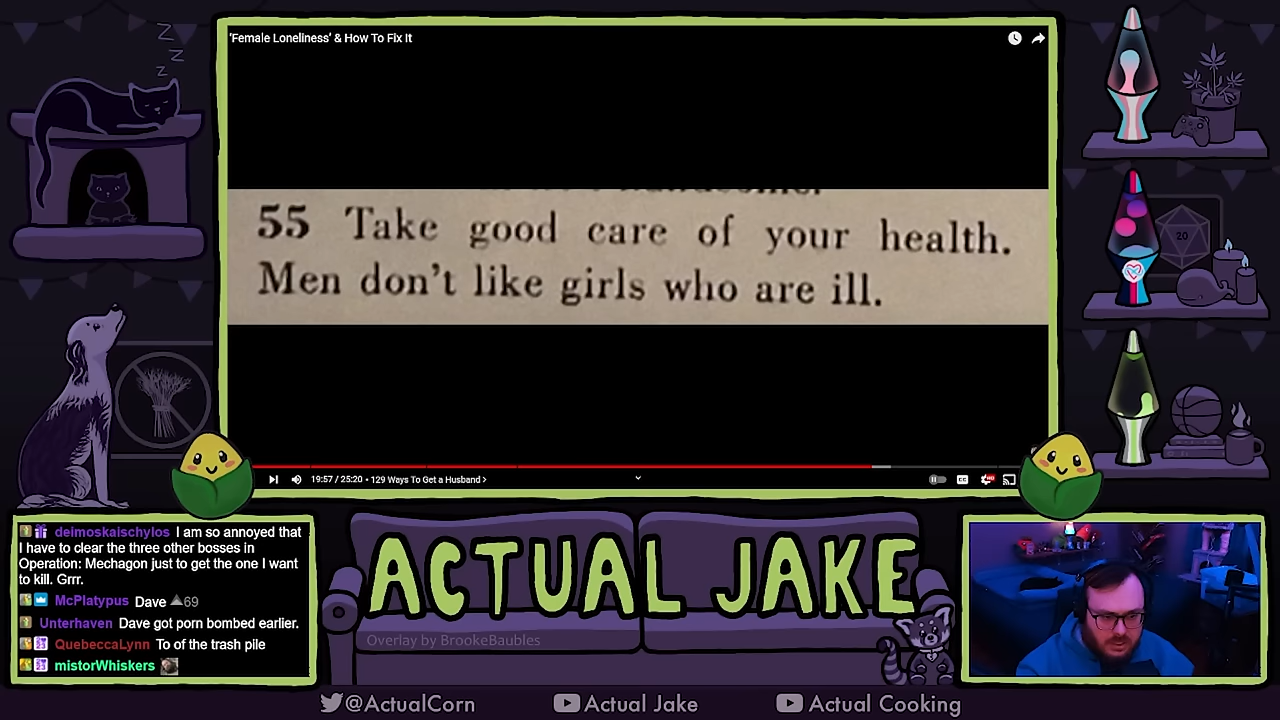 'Female Loneliness' & How To Fix It
55 Take good care of your health.
Men don't like girls who are ill.
19:57 / 25:20 • 129 Ways To Get a Husband >
CC
HD
20
deimoskaischylos I am so annoyed that
I have to clear the three other bosses in
Operation: Mechagon just to get the one I want
to kill. Grrr.
McPlatypus Dave 69
Unterhaven Dave got porn bombed earlier.
QuebeccaLynn To of the trash pile
mistorWhiskers
ACTUAL JAKE
Overlay by BrookeBaubles
@ActualCorn Actual Jake Actual Cooking
Z
Z
Z